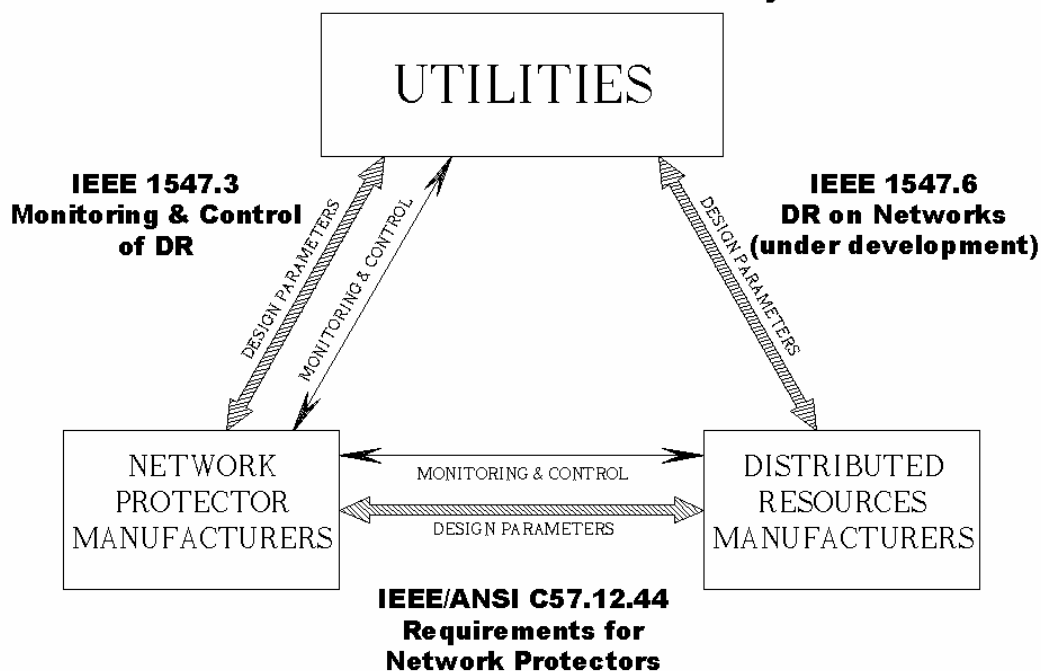 UTILITIES
IEEE 1547.3
Monitoring & Control
of DR
DESIGN PARAMETERS
MONITORING & CONTROL
DESIGN PARAMETERS
IEEE 1547.6
DR on Networks
(under development)
NETWORK
PROTECTOR
MANUFACTURERS
MONITORING & CONTROL
DESIGN PARAMETERS
DISTRIBUTED
RESOURCES
MANUFACTURERS
IEEE/ANSI C57.12.44
Requirements for
Network Protectors